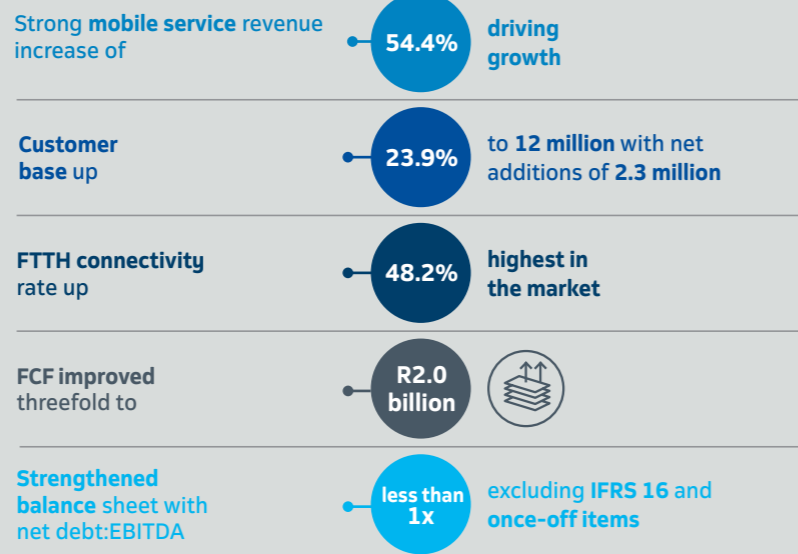 Strong mobile service revenue
increase of
54.4%
driving
growth
Customer
base up
23.9%
to 12 million with net
additions of 2.3 million
FTTH connectivity
rate up
48.2%
highest in
the market
FCF improved
threefold to
R2.0
billion
Strengthened
balance sheet with
net debt:EBITDA
less than
1x
excluding IFRS 16 and
once-off items